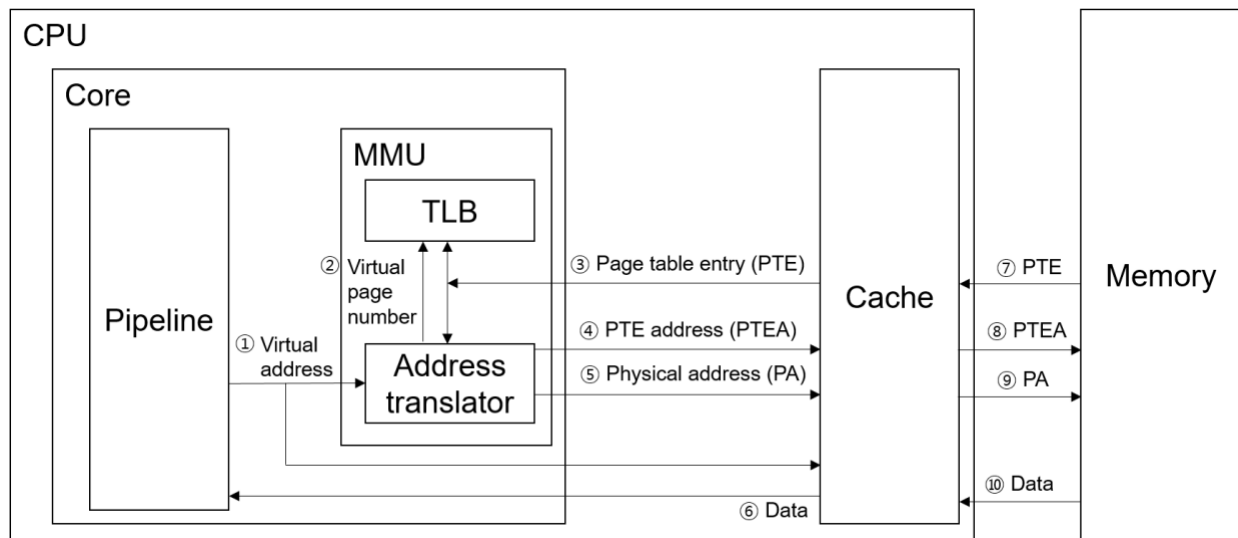 CPU
Core
MMU
TLB
② Virtual
page
number
③ Page table entry (PTE)
⑦ PTE
Cache
Memory
Pipeline
① Virtual
address
Address
translator
④ PTE address (PTEA)
⑧ PTEA
⑤ Physical address (PA)
⑨ PA
⑥ Data
⑩ Data